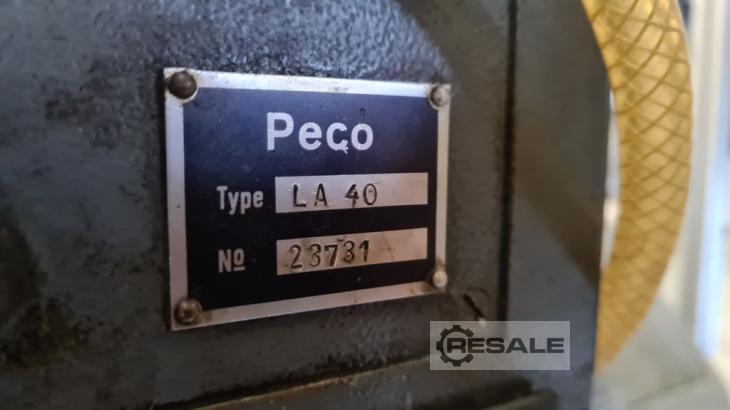 Peco
Type LA 40
No 23731
RESALE